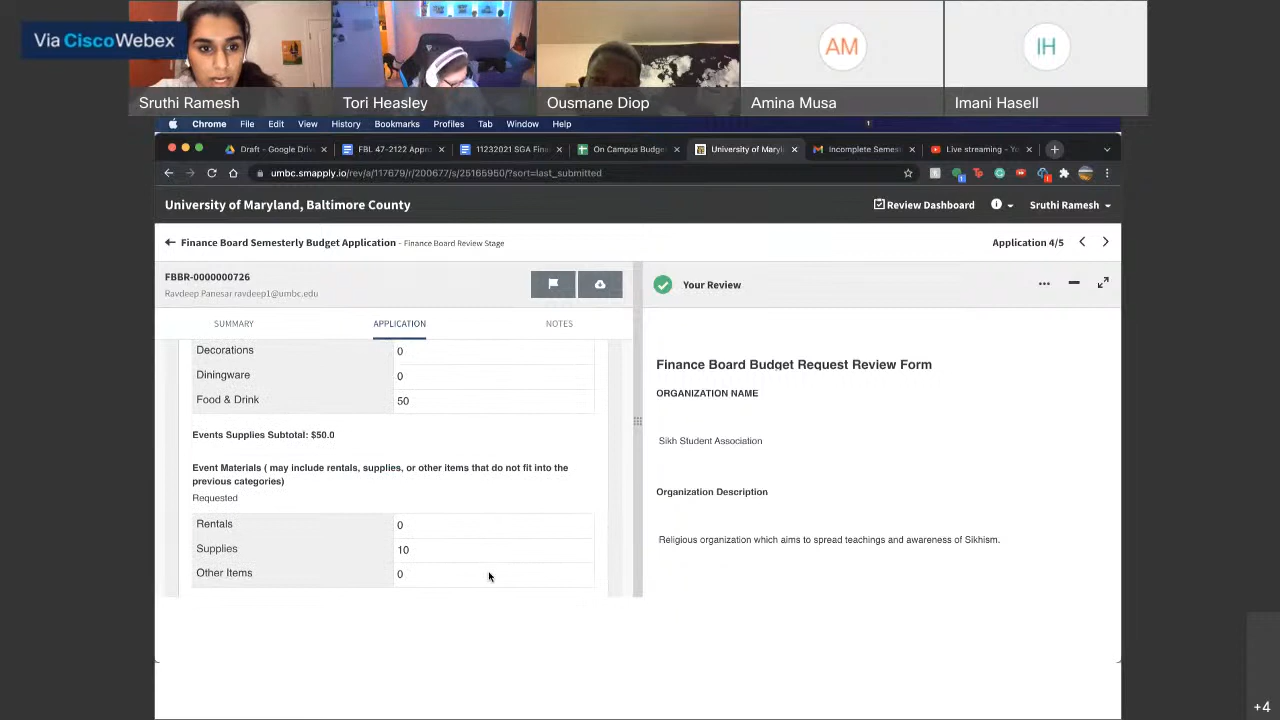 Via Cisco Webex
Sruthi Ramesh
Tori Heasley
Ousmane Diop
AM
Amina Musa
IH
Imani Hasell
Chrome File Edit View History Bookmarks Profiles Tab Window Help
Draft - Google Driv
FBL 47-2122 Appro
11232021 SGA Fina
On Campus Budge
University of Maryl
Incomplete Semes
Live streaming - Yo
umbc.smapply.io/rev/a/117679/r/200677/s/25165950/?sort=last_submitted
University of Maryland, Baltimore County
Review Dashboard
Sruthi Ramesh
Finance Board Semesterly Budget Application - Finance Board Review Stage
Application 4/5
FBBR-0000000726
Ravdeep Panesar ravdeep1@umbc.edu
Your Review
SUMMARY APPLICATION NOTES
Decorations 0
Diningware 0
Food & Drink 50
Events Supplies Subtotal: $50.0
Event Materials ( may include rentals, supplies, or other items that do not fit into the
previous categories)
Requested
Rentals 0
Supplies 10
Other Items 0
Finance Board Budget Request Review Form
ORGANIZATION NAME
Sikh Student Association
Organization Description
Religious organization which aims to spread teachings and awareness of Sikhism.
+4